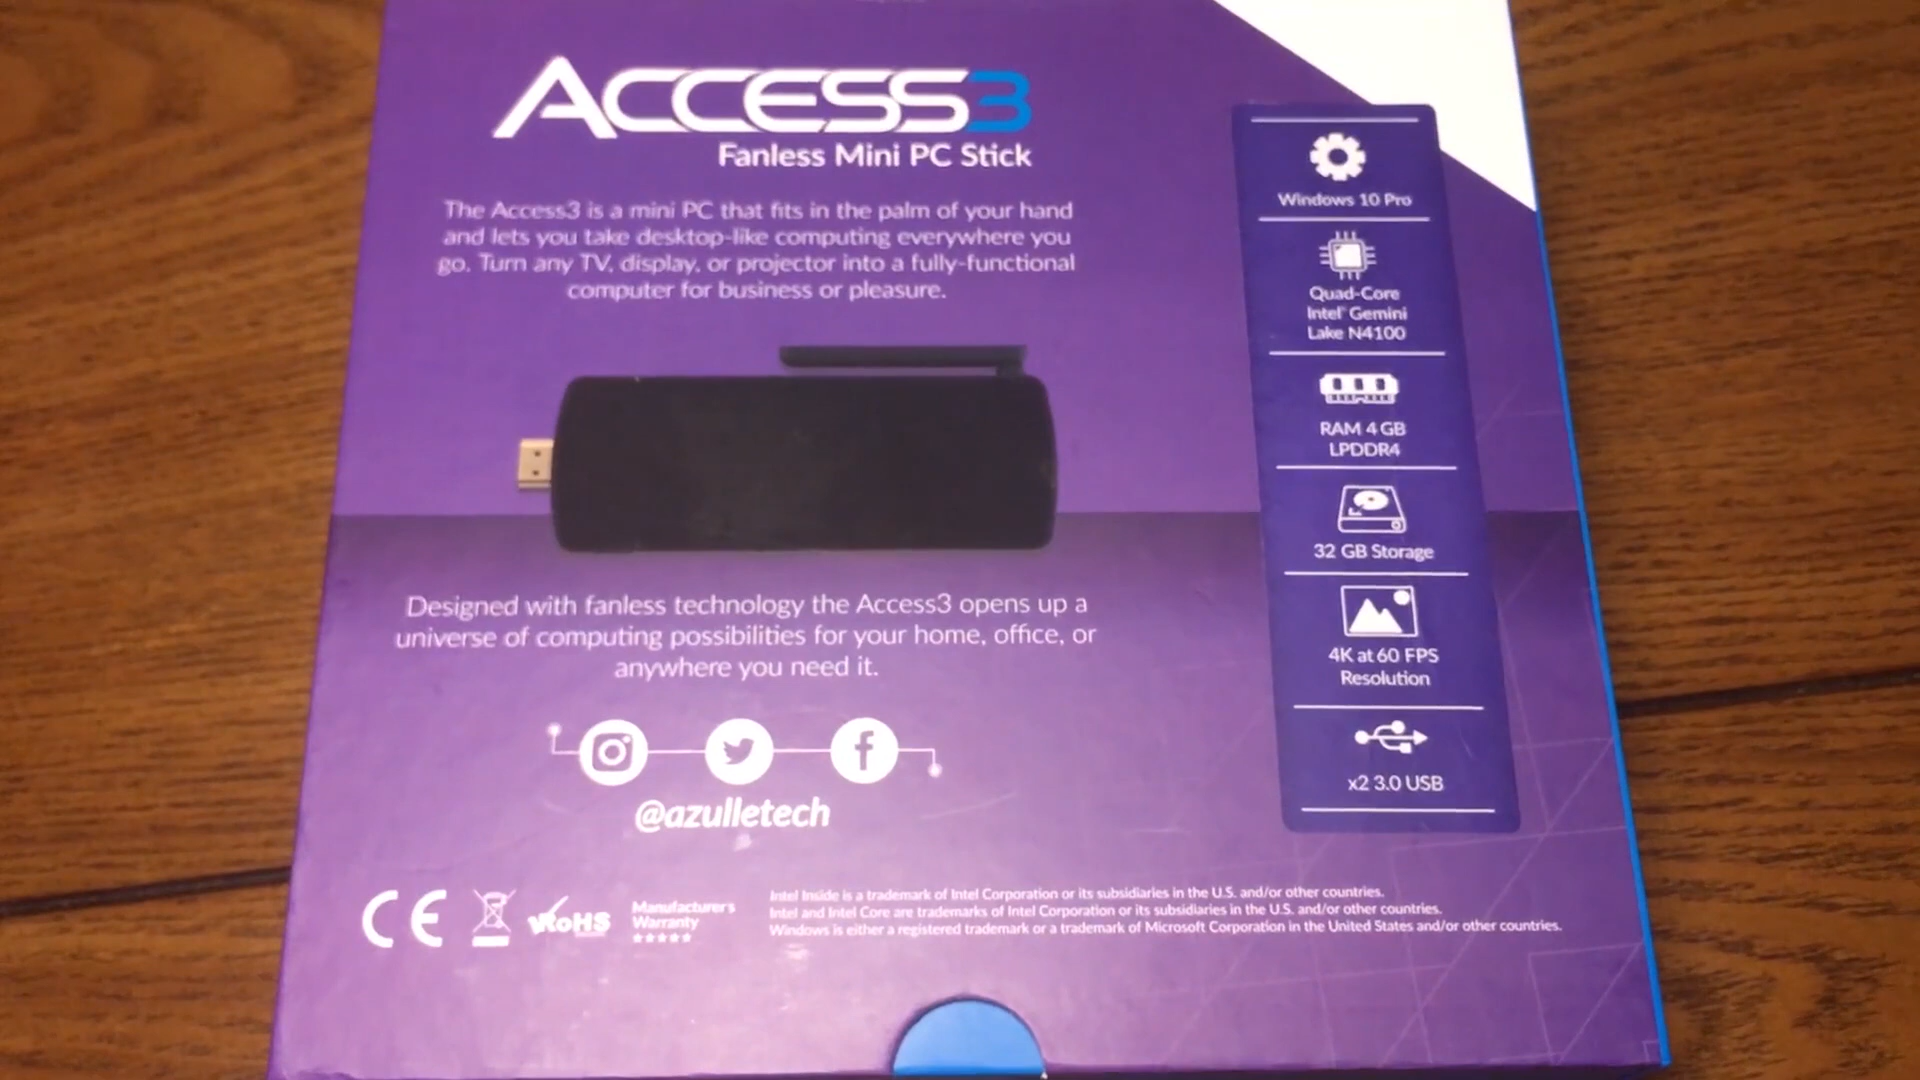 ACCESS3
Fanless Mini PC Stick
The Access3 is a mini PC that fits in the palm of your hand
and lets you take desktop-like computing everywhere you
go. Turn any TV, display, or projector into a fully-functional
computer for business or pleasure.
Designed with fanless technology the Access3 opens up a
universe of computing possibilities for your home, office, or
anywhere you need it.
@azulletech
Windows 10 Pro
Quad-Core
Intel® Gemini
Lake N4100
RAM 4 GB
LPDDR4
32 GB Storage
4K at 60 FPS
Resolution
x2 3.0 USB
CE
RoHS
Manufacturer's
Warranty
Intel Inside is a trademark of Intel Corporation or its subsidiaries in the U.S. and/or other countries.
Intel and Intel Core are trademarks of Intel Corporation or its subsidiaries in the U.S. and/or other countries.
Windows is either a registered trademark or a trademark of Microsoft Corporation in the United States and/or other countries.